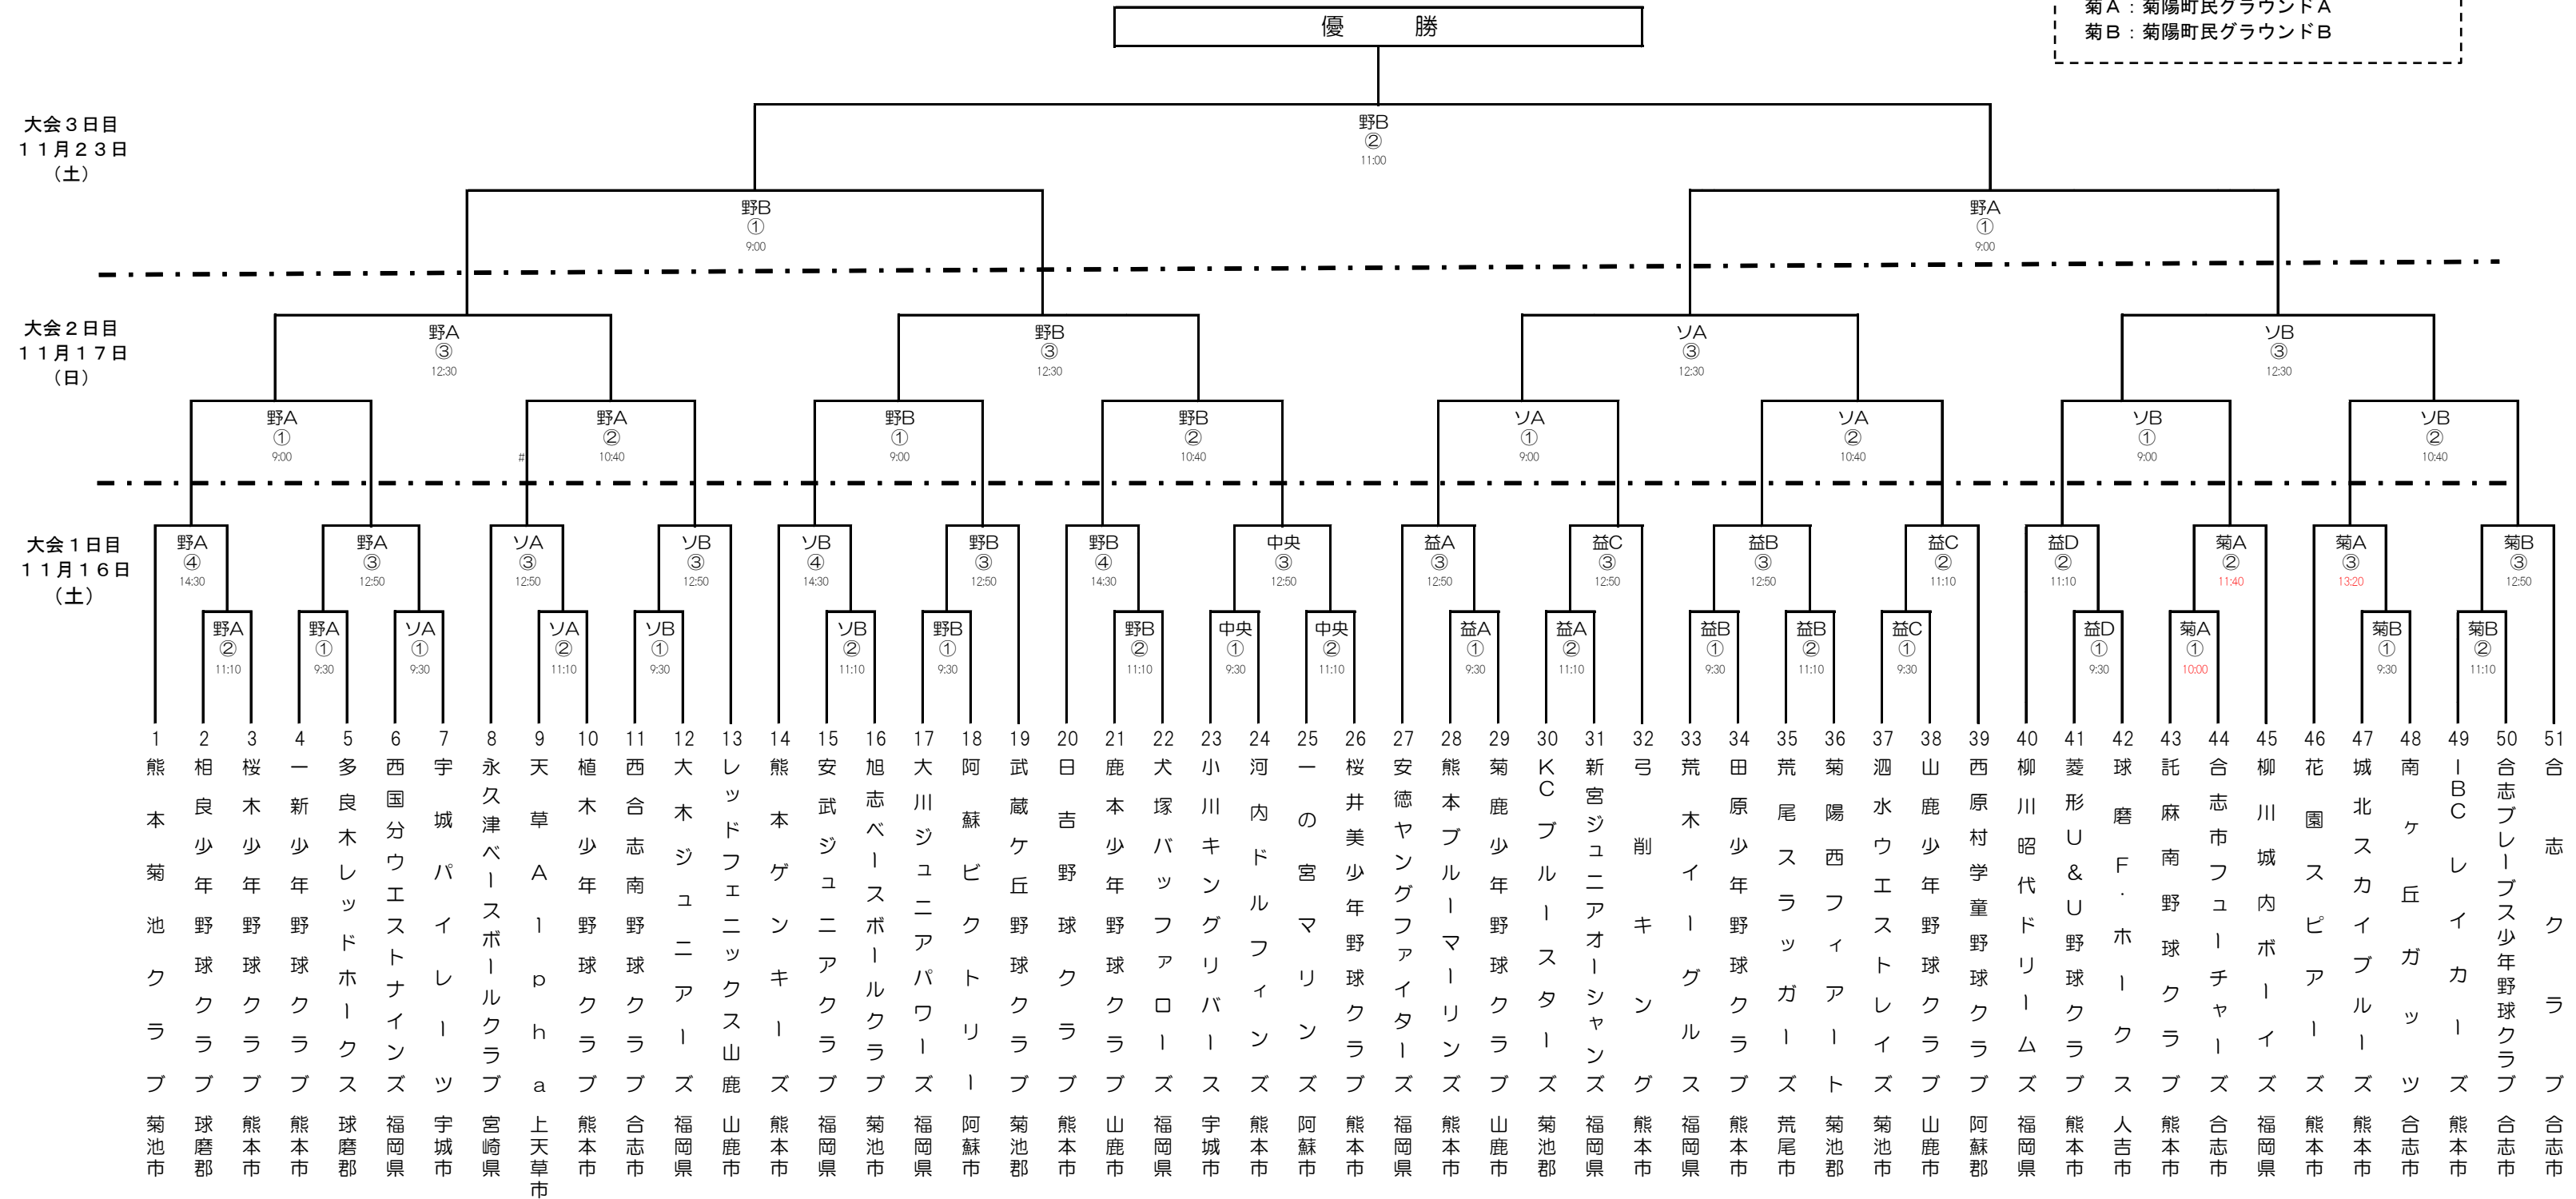 菊A：菊陽町民グラウンドA
菊B：菊陽町民グラウンドB
優　勝
大会３日目
１１月２３日
（土）
野B
②
11:00
野B
①
9:00
野A
①
9:00
大会２日目
１１月１７日
（日）
野A
③
12:30
野B
③
12:30
ソA
③
12:30
ソB
③
12:30
野A
①
9:00
#
野A
②
10:40
野B
①
9:00
野B
②
10:40
ソA
①
9:00
ソA
②
10:40
ソB
①
9:00
ソB
②
10:40
大会１日目
１１月１６日
（土）
野A
④
14:30
野A
③
12:50
ソA
③
12:50
ソB
③
12:50
ソB
④
14:30
野B
③
12:50
野B
④
14:30
中央
③
12:50
益A
③
12:50
益C
③
12:50
益B
③
12:50
益C
②
11:10
益D
②
11:10
菊A
②
11:40
菊A
③
13:20
菊B
③
12:50
野A
②
11:10
野A
①
9:30
ソA
①
9:30
ソA
②
11:10
ソB
①
9:30
ソB
②
11:10
野B
①
9:30
野B
②
11:10
中央
①
9:30
中央
②
11:10
益A
①
9:30
益A
②
11:10
益B
①
9:30
益B
②
11:10
益C
①
9:30
益D
①
9:30
菊A
①
10:00
菊B
①
9:30
菊B
②
11:10
1 熊本菊池クラブ 菊池市
2 相良少年野球クラブ 球磨郡
3 桜木少年野球クラブ 熊本市
4 一新少年野球クラブ 熊本市
5 多良木レッドホークス 球磨郡
6 西国分ウエストナインズ 福岡県
7 宇城パイレーツ 宇城市
8 永久津ベースボールクラブ 宮崎県
9 天草Alpha 上天草市
10 植木少年野球クラブ 熊本市
11 西合志南野球クラブ 合志市
12 大木ジュニアーズ 福岡県
13 レッドフェニックス山鹿 山鹿市
14 熊本ゲンキーズ 熊本市
15 安武ジュニアクラブ 福岡県
16 旭志ベースボールクラブ 菊池市
17 大川ジュニアパワーズ 福岡県
18 阿蘇ビクトリー 阿蘇市
19 武蔵ケ丘野球クラブ 菊池郡
20 日吉野球クラブ 熊本市
21 鹿本少年野球クラブ 山鹿市
22 犬塚バッファローズ 福岡県
23 小川キングリバース 宇城市
24 河内ドルフィンズ 熊本市
25 一の宮マリンズ 阿蘇市
26 桜井美少年野球クラブ 熊本市
27 安徳ヤングファイターズ 福岡県
28 熊本ブルーマーリンズ 熊本市
29 菊鹿少年野球クラブ 山鹿市
30 KCブルースターズ 菊池郡
31 新宮ジュニアオーシャンズ 福岡県
32 弓削キング 熊本市
33 荒木イーグルス 福岡県
34 田原少年野球クラブ 熊本市
35 荒尾スラッガーズ 荒尾市
36 菊陽西フィアート 菊池郡
37 泗水ウエストレイズ 菊池市
38 山鹿少年野球クラブ 山鹿市
39 西原村学童野球クラブ 阿蘇郡
40 柳川昭代ドリームズ 福岡県
41 菱形U&U野球クラブ 熊本市
42 球磨F・ホークス 人吉市
43 託麻南野球クラブ 熊本市
44 合志市フューチャーズ 合志市
45 柳川城内ボーイズ 福岡県
46 花園スピアーズ 熊本市
47 城北スカイブルーズ 熊本市
48 南ヶ丘ガッツ 合志市
49 IBCレイカーズ 熊本市
50 合志ブレーブス少年野球クラブ 合志市
51 合志クラブ 合志市